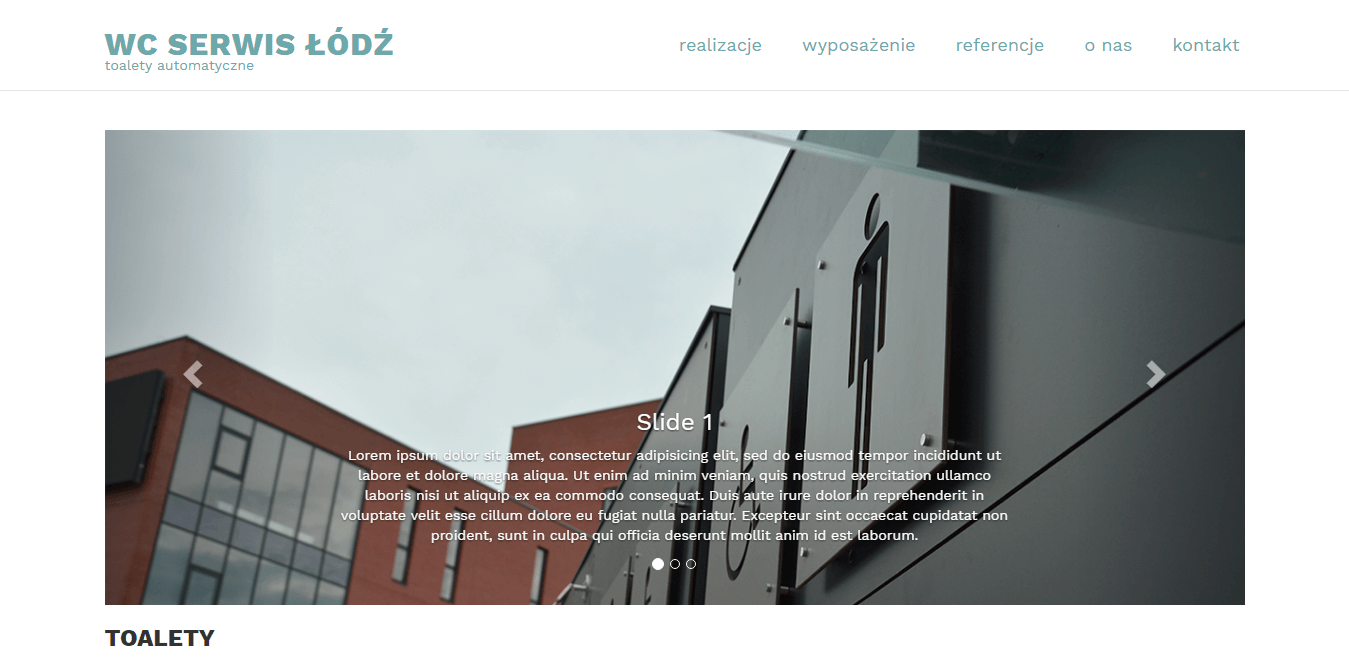 WC SERWIS ŁÓDŹ
toalety automatyczne
realizacje wyposażenie referencje o nas kontakt
Slide 1
Lorem ipsum dolor sit amet, consectetur adipisicing elit, sed do eiusmod tempor incididunt ut
labore et dolore magna aliqua. Ut enim ad minim veniam, quis nostrud exercitation ullamco
laboris nisi ut aliquip ex ea commodo consequat. Duis aute irure dolor in reprehenderit in
voluptate velit esse cillum dolore eu fugiat nulla pariatur. Excepteur sint occaecat cupidatat non
proident, sunt in culpa qui officia deserunt mollit anim id est laborum.
TOALETY